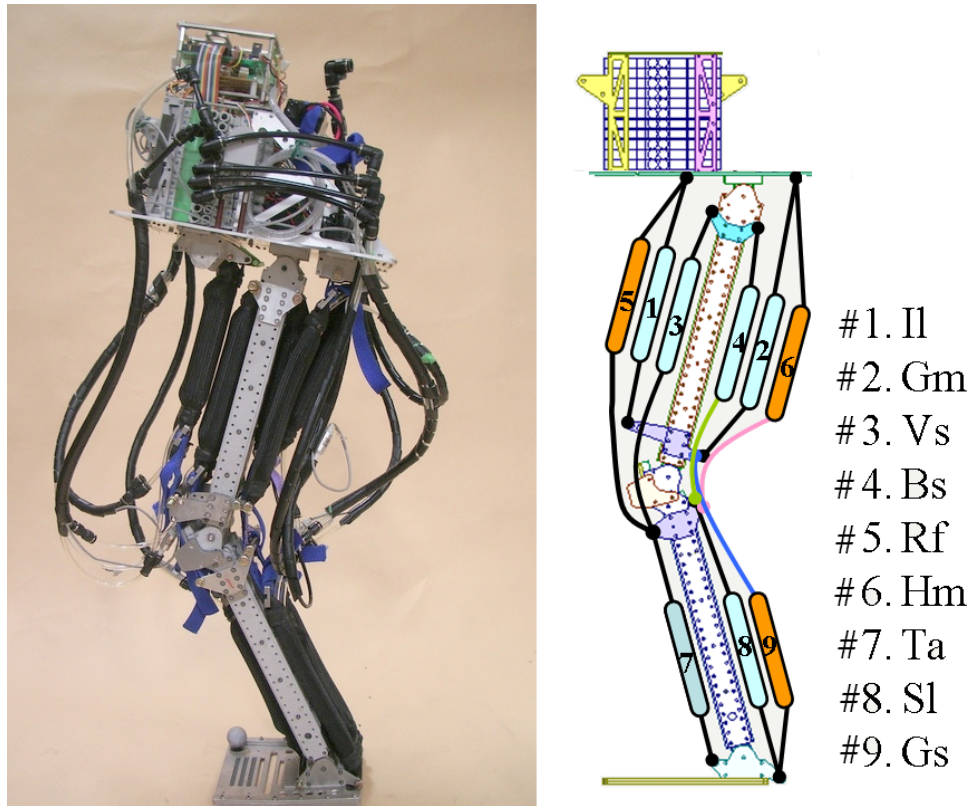 5
1
3
4
2
6
7
8
9
#1. Il
#2. Gm
#3. Vs
#4. Bs
#5. Rf
#6. Hm
#7. Ta
#8. Sl
#9. Gs